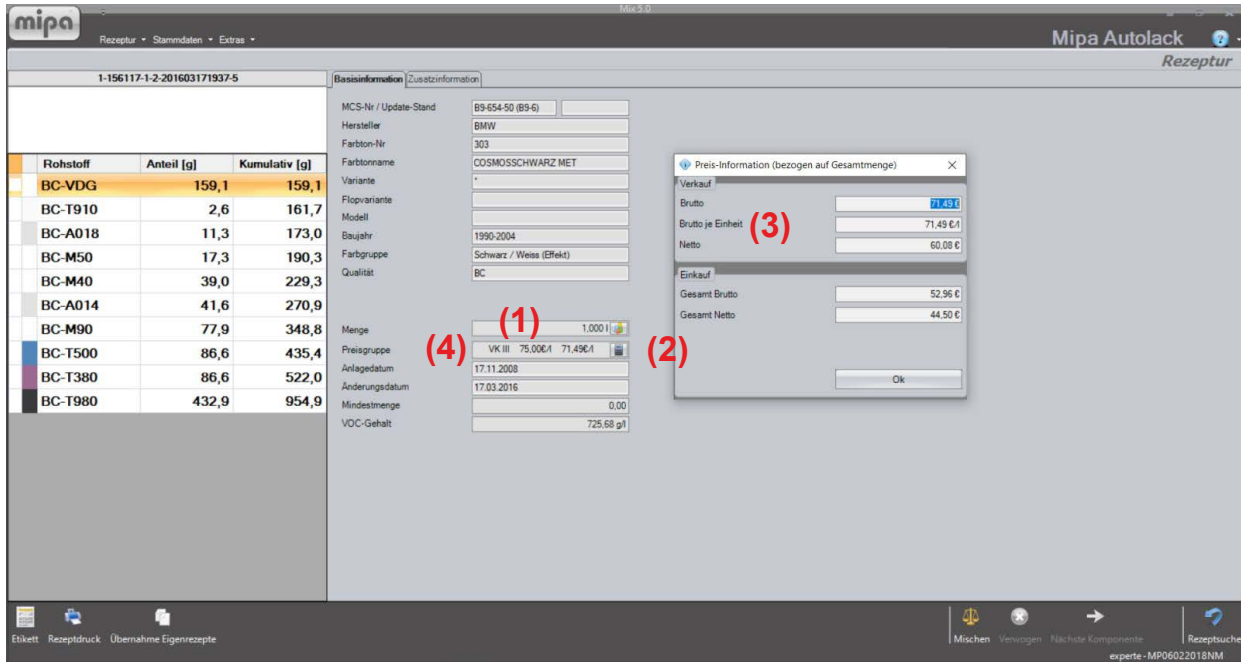 Mix 5.0
mipa
Rezeptur Stammdaten Extras
Mipa Autolack
Rezeptur
1-156117-1-2-201603171937-5
Rohstoff Anteil [g] Kumulativ [g]
BC-VDG 159,1 159,1
BC-T910 2,6 161,7
BC-A018 11,3 173,0
BC-M50 17,3 190,3
BC-M40 39,0 229,3
BC-A014 41,6 270,9
BC-M90 77,9 348,8
BC-T500 86,6 435,4
BC-T380 86,6 522,0
BC-T980 432,9 954,9
Basisinformation Zusatzinformation
MCS-Nr / Update-Stand B9-654-50 (B9-6)
Hersteller BMW
Farbton-Nr 303
Farbtonname COSMOSSCHWARZ MET
Variante *
Flopvariante
Modell
Baujahr 1990-2004
Farbgruppe Schwarz / Weiss (Effekt)
Qualität BC
(1)
Menge 1,000 l
(4) Preisgruppe VK III 75,00€/l 71,49€/l (2)
Anlagedatum 17.11.2008
Änderungsdatum 17.03.2016
Mindestmenge 0,00
VOC-Gehalt 725,68 g/l
Preis-Information (bezogen auf Gesamtmenge)
Verkauf
Brutto 71,49 €
Brutto je Einheit (3) 71,49 €/l
Netto 60,08 €
Einkauf
Gesamt Brutto 52,96 €
Gesamt Netto 44,50 €
Ok
Etikett Rezeptdruck Übernahme Eigenrezepte
Mischen Verwogen Nächste Komponente Rezeptsuche
experte - MP06022018NM